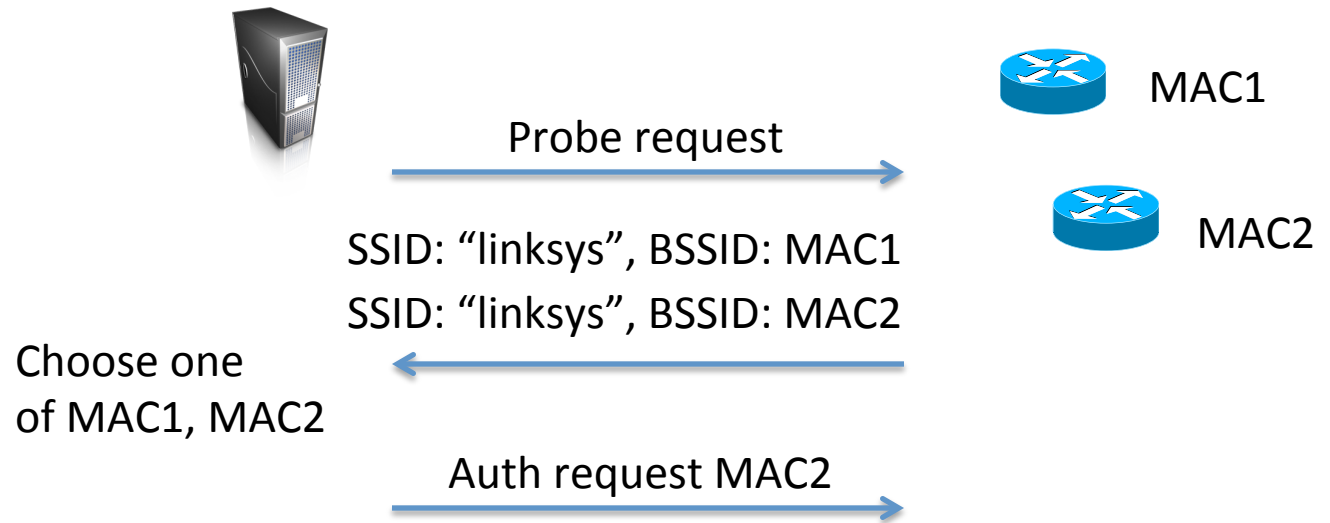 MAC1
Probe request
MAC2
SSID: “linksys”, BSSID: MAC1
SSID: “linksys”, BSSID: MAC2
Choose one
of MAC1, MAC2
Auth request MAC2